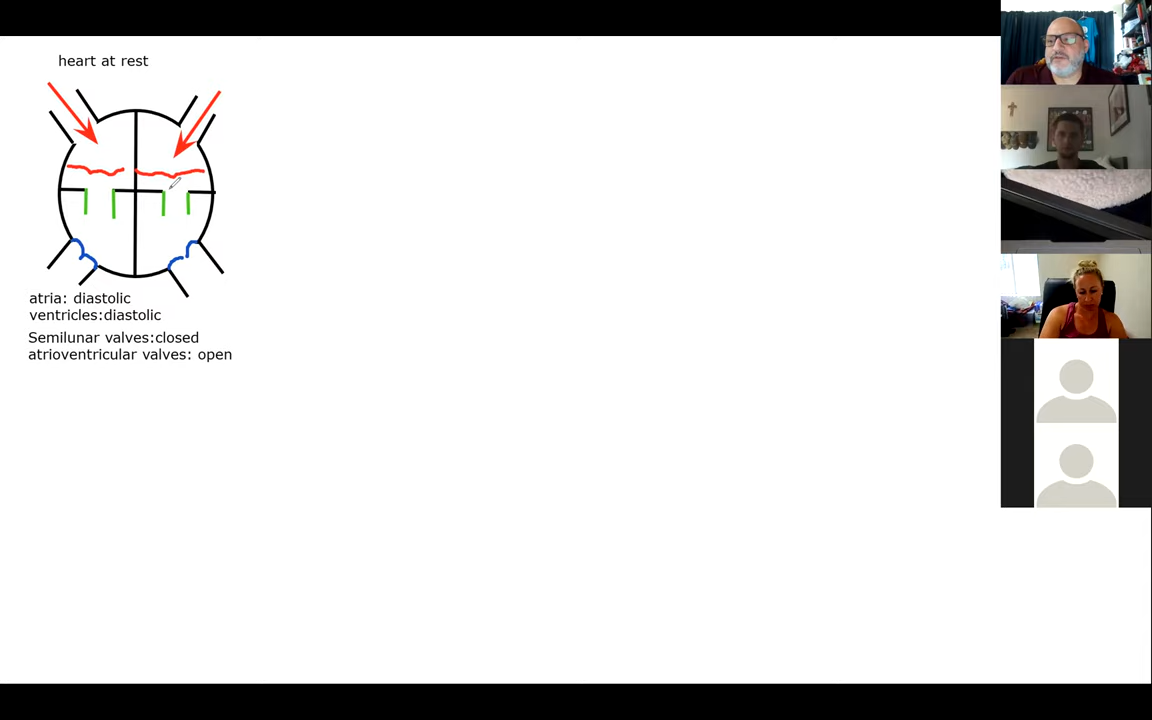 heart at rest
atria: diastolic
ventricles:diastolic
Semilunar valves:closed
atrioventricular valves: open